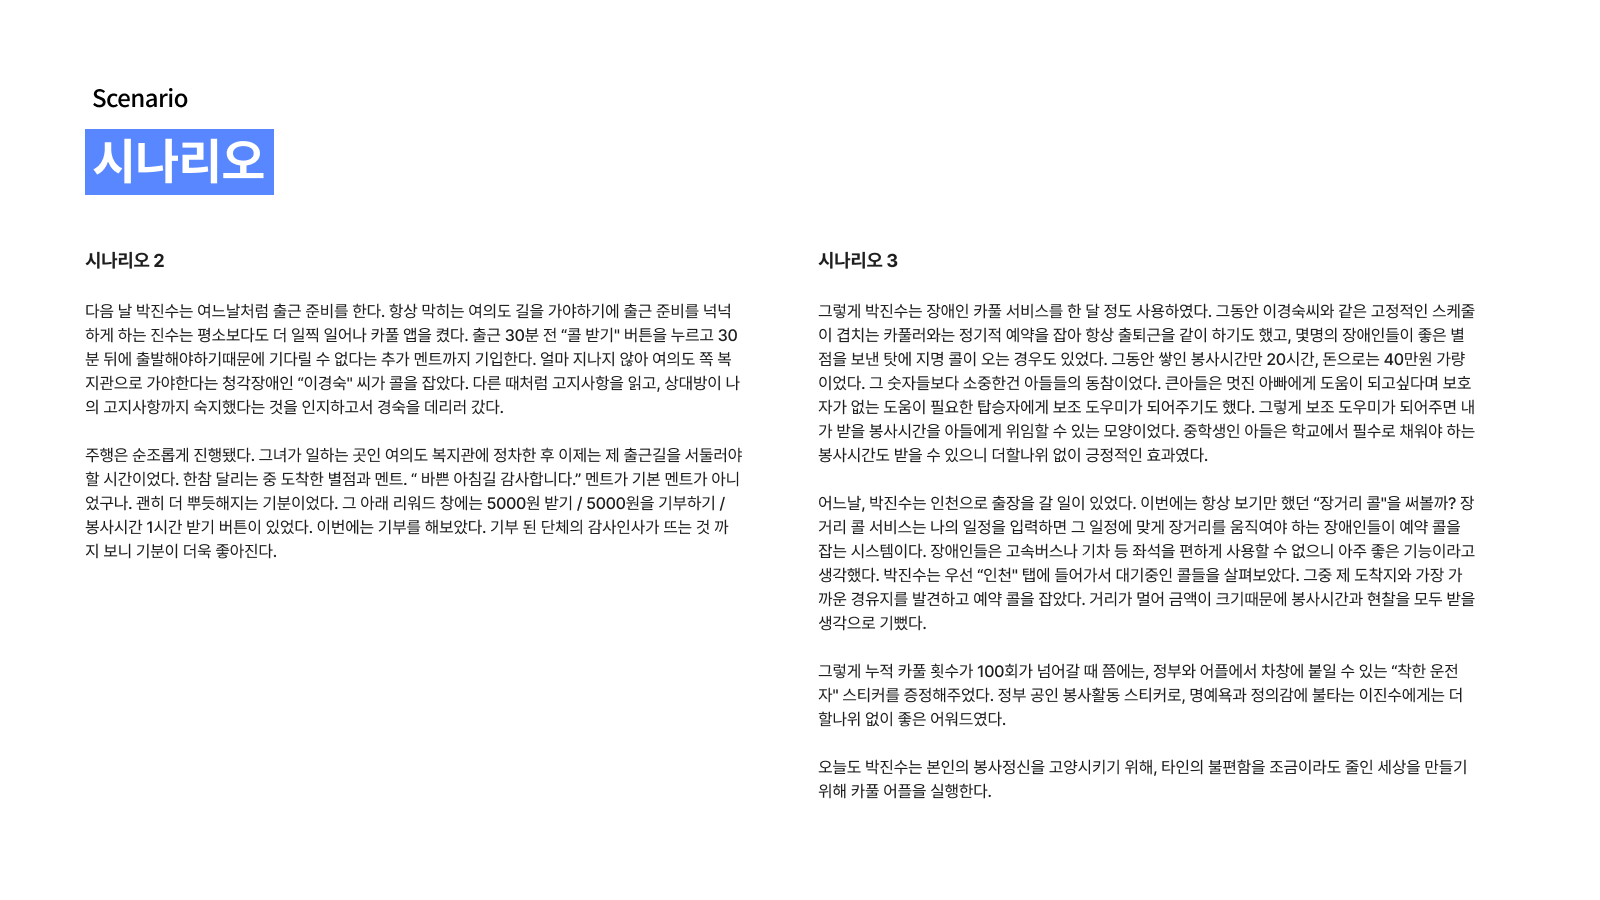 Scenario
시나리오
시나리오 2
다음 날 박진수는 여느날처럼 출근 준비를 한다. 항상 막히는 여의도 길을 가야하기에 출근 준비를 넉넉
하게 하는 진수는 평소보다도 더 일찍 일어나 카풀 앱을 켰다. 출근 30분 전 “콜 받기" 버튼을 누르고 30
분 뒤에 출발해야하기때문에 기다릴 수 없다는 추가 멘트까지 기입한다. 얼마 지나지 않아 여의도 쪽 복
지관으로 가야한다는 청각장애인 “이경숙" 씨가 콜을 잡았다. 다른 때처럼 고지사항을 읽고, 상대방이 나
의 고지사항까지 숙지했다는 것을 인지하고서 경숙을 데리러 갔다.
주행은 순조롭게 진행됐다. 그녀가 일하는 곳인 여의도 복지관에 정차한 후 이제는 제 출근길을 서둘러야
할 시간이었다. 한참 달리는 중 도착한 별점과 멘트. “ 바쁜 아침길 감사합니다.” 멘트가 기본 멘트가 아니
었구나. 괜히 더 뿌듯해지는 기분이었다. 그 아래 리워드 창에는 5000원 받기 / 5000원을 기부하기 /
봉사시간 1시간 받기 버튼이 있었다. 이번에는 기부를 해보았다. 기부 된 단체의 감사인사가 뜨는 것 까
지 보니 기분이 더욱 좋아진다.
시나리오 3
그렇게 박진수는 장애인 카풀 서비스를 한 달 정도 사용하였다. 그동안 이경숙씨와 같은 고정적인 스케줄
이 겹치는 카풀러와는 정기적 예약을 잡아 항상 출퇴근을 같이 하기도 했고, 몇명의 장애인들이 좋은 별
점을 보낸 탓에 지명 콜이 오는 경우도 있었다. 그동안 쌓인 봉사시간만 20시간, 돈으로는 40만원 가량
이었다. 그 숫자들보다 소중한건 아들들의 동참이었다. 큰아들은 멋진 아빠에게 도움이 되고싶다며 보호
자가 없는 도움이 필요한 탑승자에게 보조 도우미가 되어주기도 했다. 그렇게 보조 도우미가 되어주면 내
가 받을 봉사시간을 아들에게 위임할 수 있는 모양이었다. 중학생인 아들은 학교에서 필수로 채워야 하는
봉사시간도 받을 수 있으니 더할나위 없이 긍정적인 효과였다.
어느날, 박진수는 인천으로 출장을 갈 일이 있었다. 이번에는 항상 보기만 했던 “장거리 콜"을 써볼까? 장
거리 콜 서비스는 나의 일정을 입력하면 그 일정에 맞게 장거리를 움직여야 하는 장애인들이 예약 콜을
잡는 시스템이다. 장애인들은 고속버스나 기차 등 좌석을 편하게 사용할 수 없으니 아주 좋은 기능이라고
생각했다. 박진수는 우선 “인천" 탭에 들어가서 대기중인 콜들을 살펴보았다. 그중 제 도착지와 가장 가
까운 경유지를 발견하고 예약 콜을 잡았다. 거리가 멀어 금액이 크기때문에 봉사시간과 현찰을 모두 받을
생각으로 기뻤다.
그렇게 누적 카풀 횟수가 100회가 넘어갈 때 쯤에는, 정부와 어플에서 차창에 붙일 수 있는 “착한 운전
자" 스티커를 증정해주었다. 정부 공인 봉사활동 스티커로, 명예욕과 정의감에 불타는 이진수에게는 더
할나위 없이 좋은 어워드였다.
오늘도 박진수는 본인의 봉사정신을 고양시키기 위해, 타인의 불편함을 조금이라도 줄인 세상을 만들기
위해 카풀 어플을 실행한다.